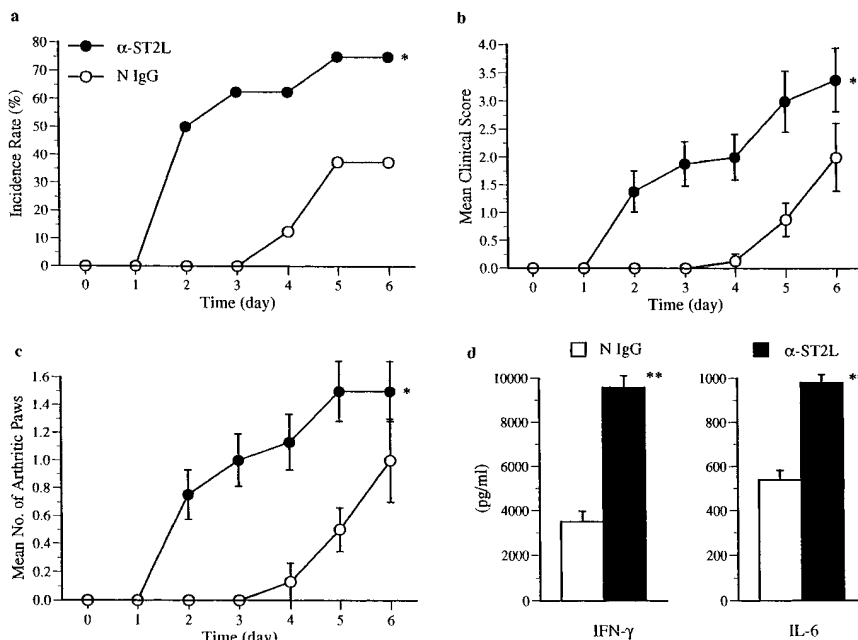 a
α-ST2L
N IgG
Incidence Rate (%)
80
70
60
50
40
30
20
10
0
*
0 1 2 3 4 5 6
Time (day)
b
Mean Clinical Score
4.0
3.5
3.0
2.5
2.0
1.5
1.0
0.5
0.0
*
0 1 2 3 4 5 6
Time (day)
c
Mean No. of Arthritic Paws
1.6
1.4
1.2
1.0
0.8
0.6
0.4
0.2
0.0
*
0 1 2 3 4 5 6
Time (day)
d
N IgG
α-ST2L
(pg/ml)
10000
8000
6000
4000
2000
0
**
IFN-γ
1000
800
600
400
200
0
**
IL-6